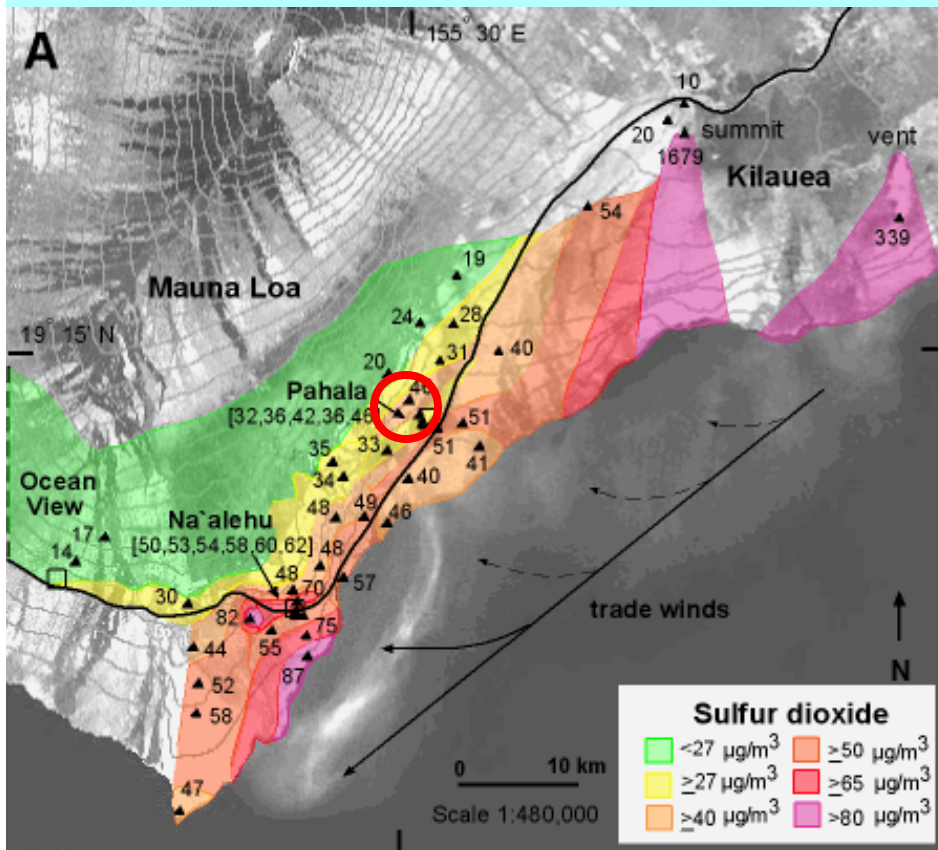 A
155° 30' E
10
20
summit
1679
vent
Kilauea
54
339
19
Mauna Loa
24
28
19° 15' N
31
40
20
46
Pahala
[32,36,42,36,46]
51
33
51
41
35
34
40
Ocean
View
49
48
46
17
Na`alehu
[50,53,54,58,60,62]
14
48
48
57
70
30
82
trade winds
75
55
44
87
N
52
58
47
0 10 km
Scale 1:480,000
Sulfur dioxide
<27 µg/m³
≥50 µg/m³
≥27 µg/m³
≥65 µg/m³
≥40 µg/m³
>80 µg/m³